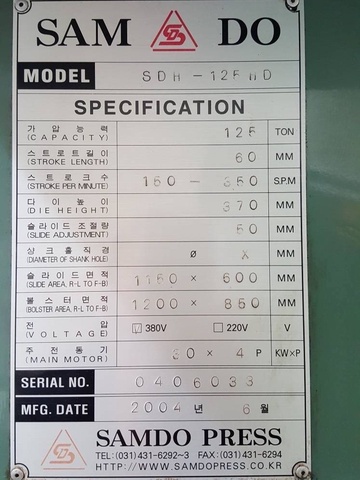 SAM DO
MODEL SDH-125HD
SPECIFICATION
가압능력 (CAPACITY) 125 TON
스트로트길이 (STROKE LENGTH) 60 MM
스트로크수 (STROKE PER MINUTE) 150 - 350 S.P.M
다이높이 (DIE HEIGHT) 370 MM
슬라이드 조절량 (SLIDE ADJUSTMENT) 50 MM
상크홀직경 (DIAMETER OF SHANK HOLE) ø X MM
슬라이드면적 (SLIDE AREA, R-L TO F-B) 1150 × 600 MM
볼스터면적 (BOLSTER AREA, R-L TO F-B) 1200 × 850 MM
전압 (VOLTAGE) 380V 220V V
주전동기 (MAIN MOTOR) 30 × 4 P KW×P
SERIAL NO. 0406033
MFG. DATE 2004 년 6 월
SAMDO PRESS
TEL:(031)431-6292~3 FAX:(031)431-6294
HTTP://WWW.SAMDOPRESS.CO.KR